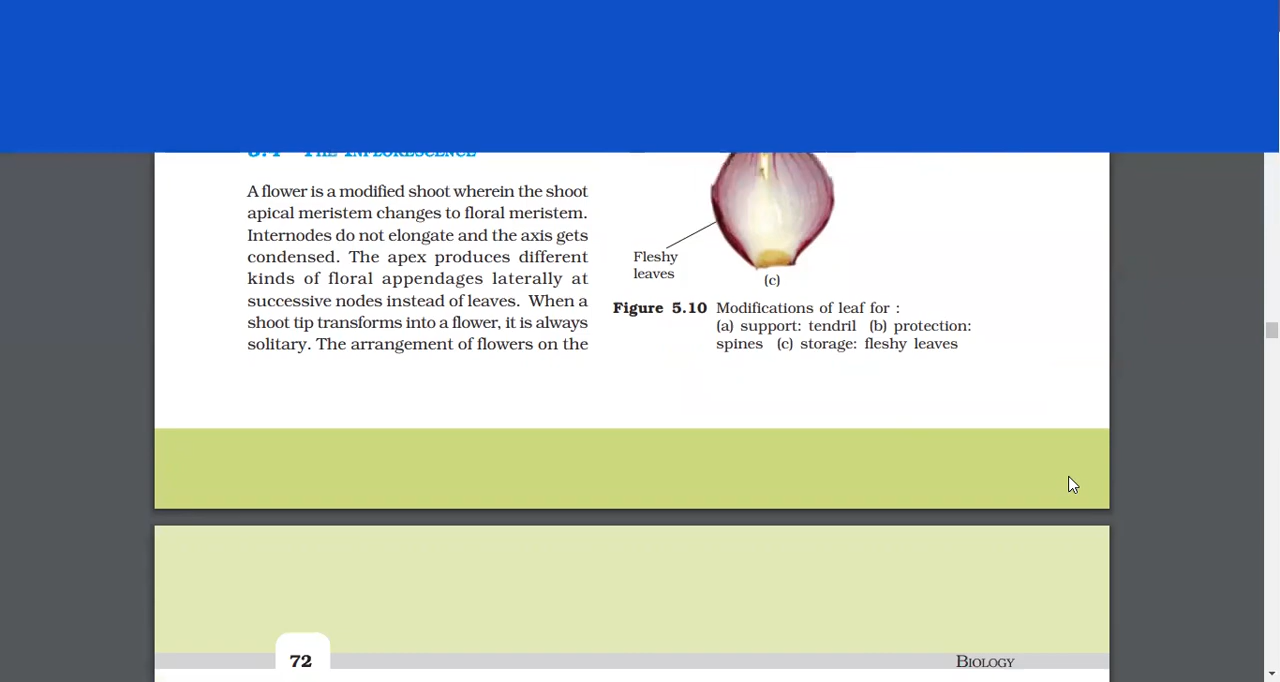 THE INFLORESCENCE
A flower is a modified shoot wherein the shoot
apical meristem changes to floral meristem.
Internodes do not elongate and the axis gets
condensed. The apex produces different
kinds of floral appendages laterally at
successive nodes instead of leaves. When a
shoot tip transforms into a flower, it is always
solitary. The arrangement of flowers on the
Fleshy
leaves
(c)
Figure 5.10 Modifications of leaf for :
(a) support: tendril (b) protection:
spines (c) storage: fleshy leaves
72
BIOLOGY